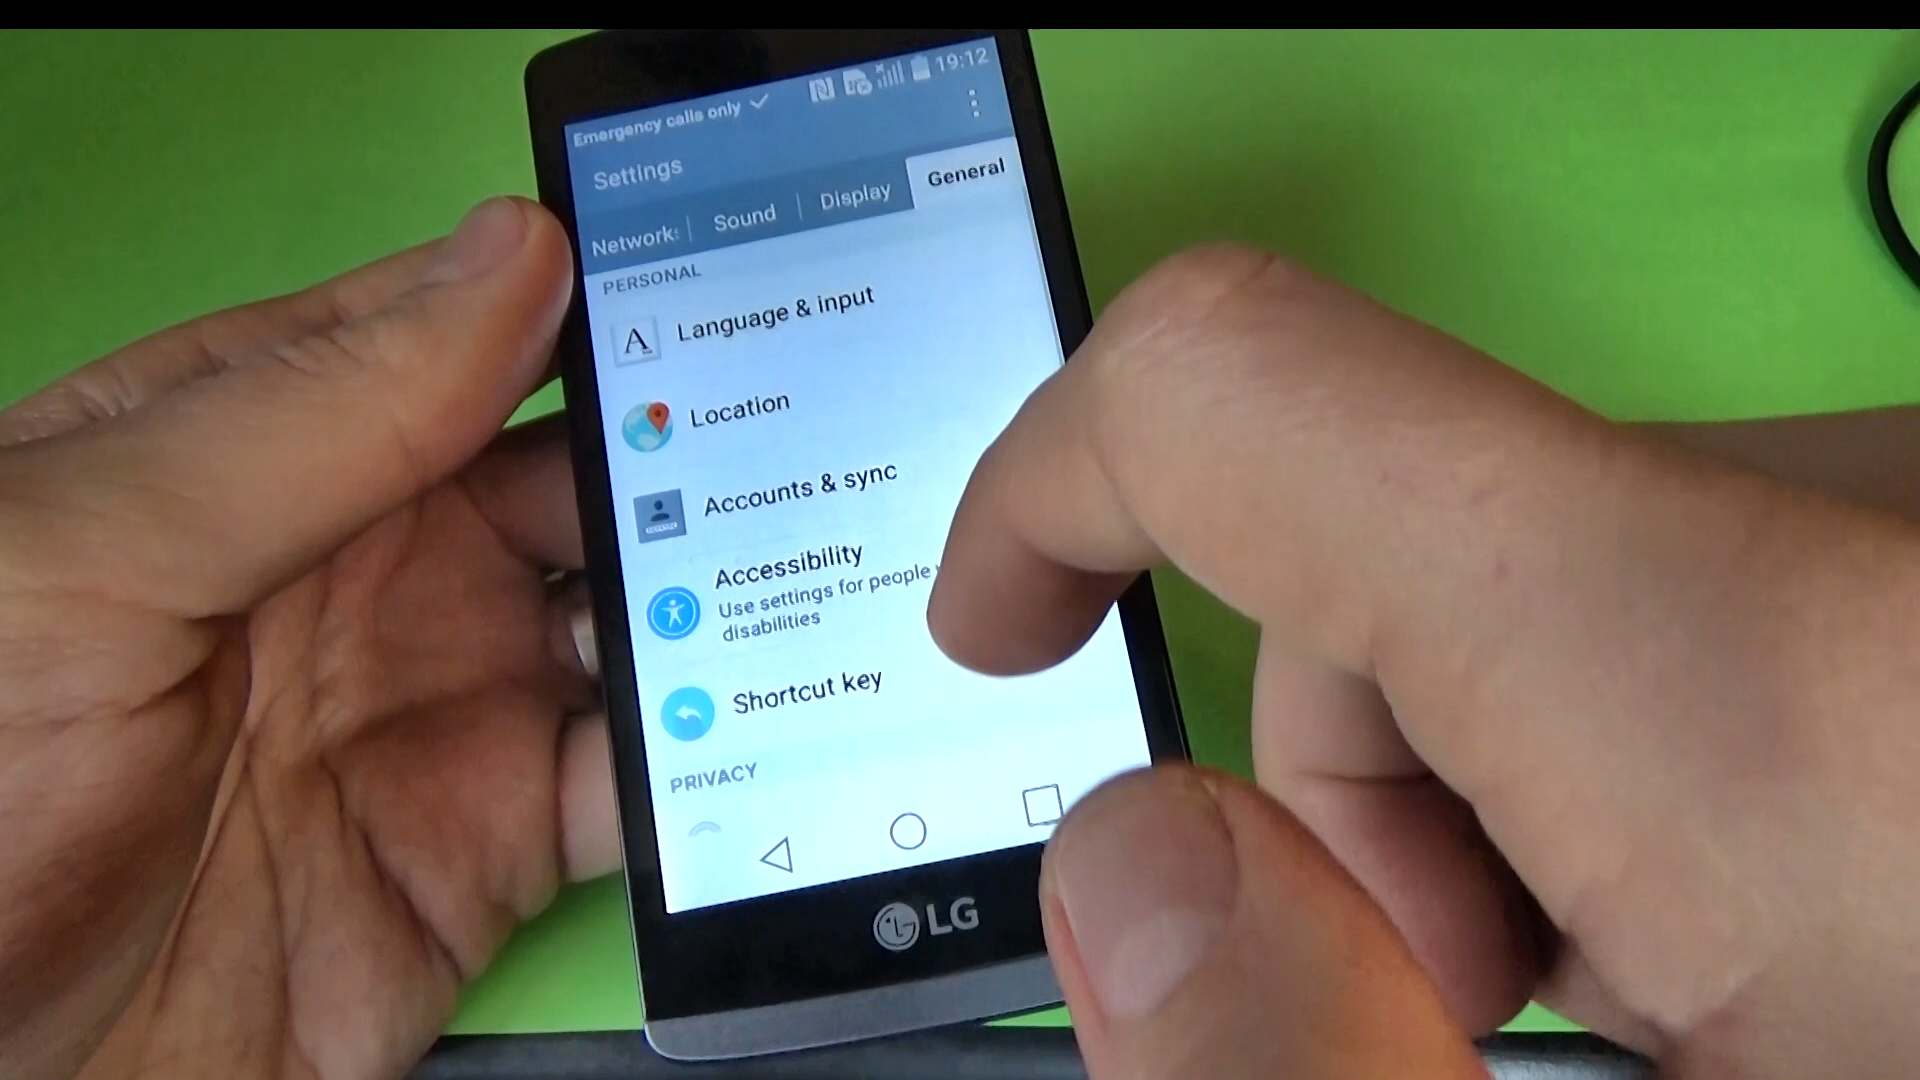 Emergency calls only 19:12
Settings
Networks Sound Display General
PERSONAL
A Language & input
Location
Accounts & sync
Accessibility
Use settings for people
disabilities
Shortcut key
PRIVACY
LG